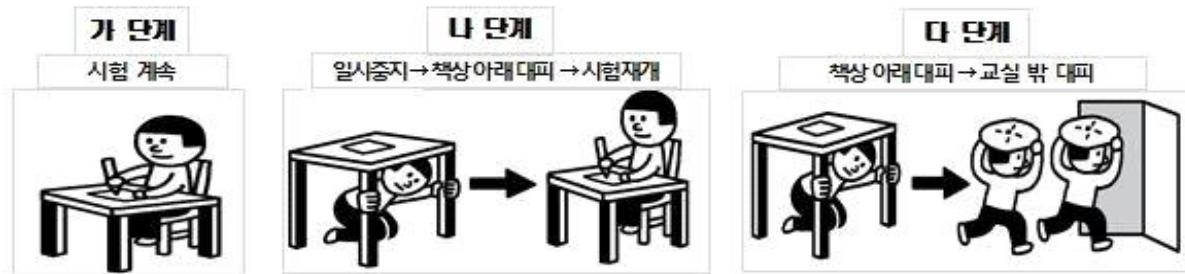 가 단계
시험 계속
나 단계
일시중지→책상 아래 대피→시험재개
다 단계
책상 아래 대피→교실 밖 대피